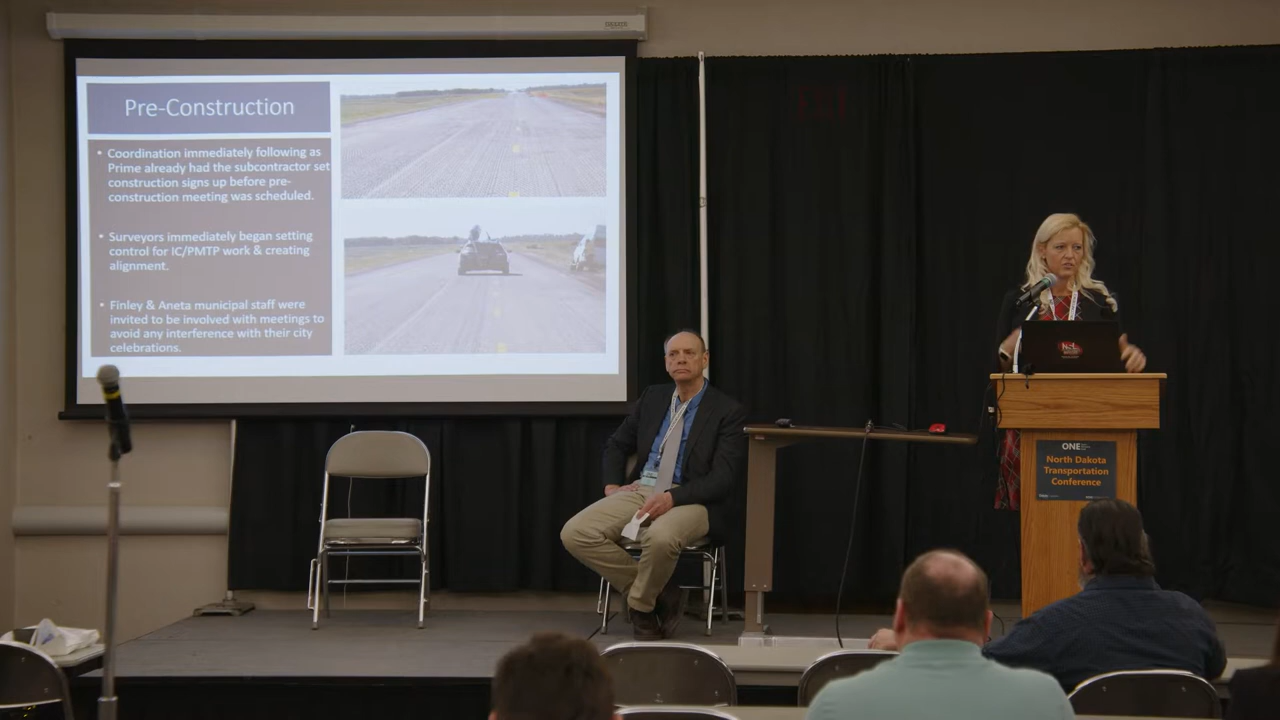 Pre-Construction
• Coordination immediately following as
Prime already had the subcontractor set
construction signs up before pre-
construction meeting was scheduled.
• Surveyors immediately began setting
control for IC/PMTP work & creating
alignment.
• Finley & Aneta municipal staff were
invited to be involved with meetings to
avoid any interference with their city
celebrations.
ONE
North Dakota
Transportation
Conference